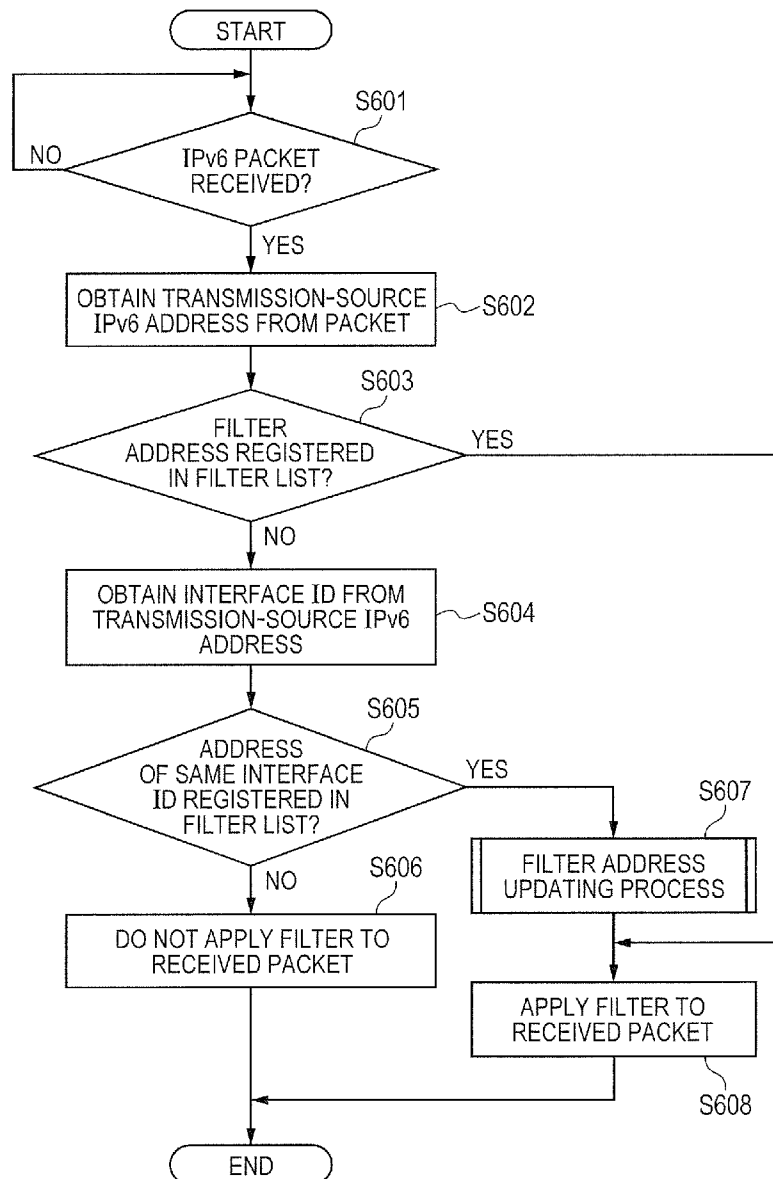 START
S601
NO
IPv6 PACKET
RECEIVED?
YES
OBTAIN TRANSMISSION-SOURCE
IPv6 ADDRESS FROM PACKET
S602
S603
FILTER
ADDRESS REGISTERED
IN FILTER LIST?
YES
NO
OBTAIN INTERFACE ID FROM
TRANSMISSION-SOURCE IPv6
ADDRESS
S604
S605
ADDRESS
OF SAME INTERFACE
ID REGISTERED IN
FILTER LIST?
YES
S607
FILTER ADDRESS
UPDATING PROCESS
NO
S606
DO NOT APPLY FILTER TO
RECEIVED PACKET
APPLY FILTER TO
RECEIVED PACKET
S608
END